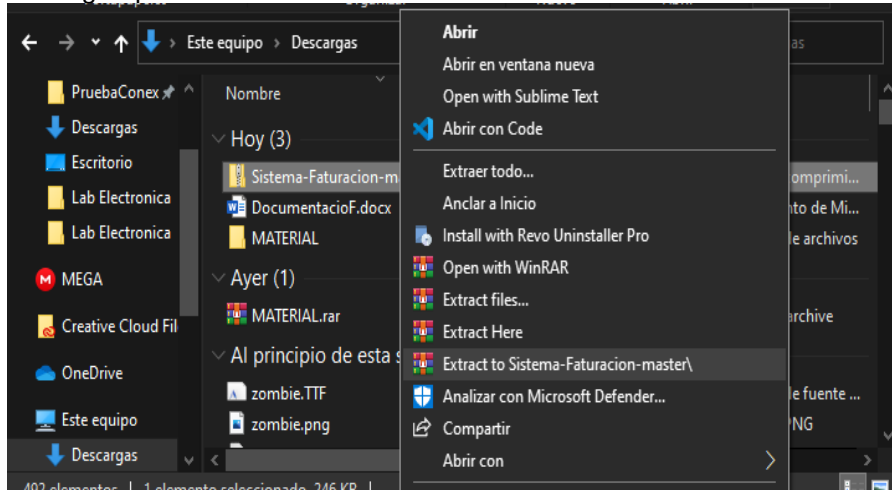 Este equipo > Descargas
as
PruebaConex
Descargas
Escritorio
Lab Electronica
Lab Electronica
MEGA
Creative Cloud Fil
OneDrive
Este equipo
Descargas
Nombre
Hoy (3)
Sistema-Faturacion-m
omprimi...
DocumentacioF.docx
nto de Mi...
MATERIAL
e archivos
Ayer (1)
MATERIAL.rar
archive
Al principio de esta s
zombie.TTF
e fuente ...
zombie.png
PNG
Abrir
Abrir en ventana nueva
Open with Sublime Text
Abrir con Code
Extraer todo...
Anclar a Inicio
Install with Revo Uninstaller Pro
Open with WinRAR
Extract files...
Extract Here
Extract to Sistema-Faturacion-master\
Analizar con Microsoft Defender...
Compartir
Abrir con
492 elementos | 1 elemento seleccionado 246 KB |